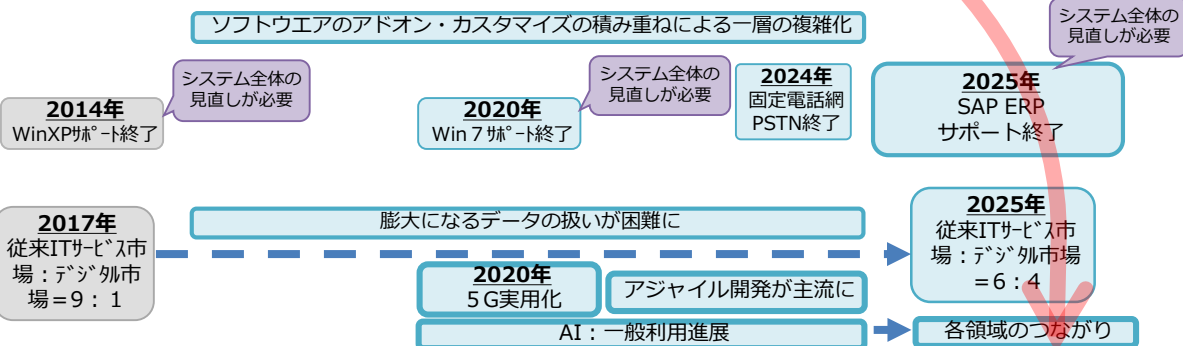 ソフトウエアのアドオン・カスタマイズの積み重ねによる一層の複雑化
システム全体の
見直しが必要
2014年
WinXPｻﾎﾟｰﾄ終了
システム全体の
見直しが必要
2020年
Win７ｻﾎﾟｰﾄ終了
2024年
固定電話網
PSTN終了
システム全体の
見直しが必要
2025年
SAP ERP
サポート終了
2017年
従来ITｻｰﾋﾞｽ市
場：ﾃﾞｼﾞﾀﾙ市
場＝9：1
膨大になるデータの扱いが困難に
2025年
従来ITｻｰﾋﾞｽ市
場：ﾃﾞｼﾞﾀﾙ市場
＝6：4
2020年
５G実用化
アジャイル開発が主流に
AI：一般利用進展
各領域のつながり